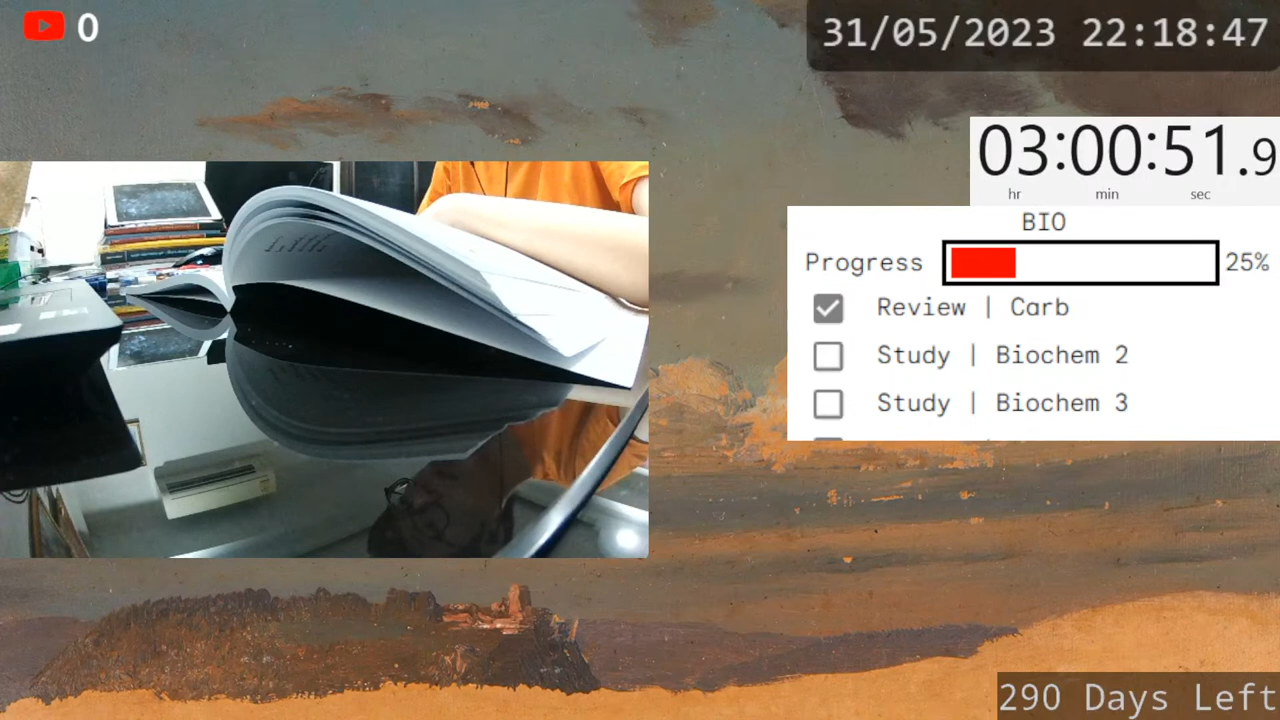 0
31/05/2023 22:18:47
03:00:51.9
hr min sec
BIO
Progress 25%
Review | Carb
Study | Biochem 2
Study | Biochem 3
290 Days Left